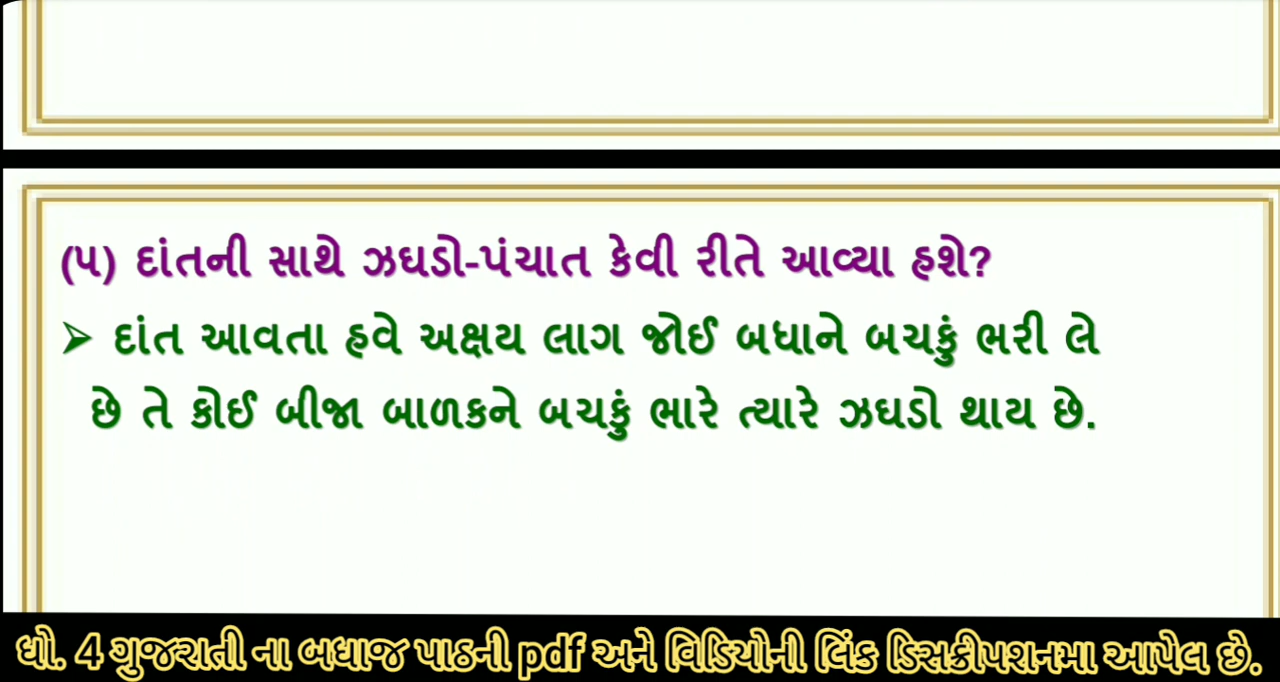 (૫) દાંતની સાથે ઝઘડો-પંચાત કેવી રીતે આવ્યા હશે?
➢ દાંત આવતા હવે અક્ષય લાગ જોઈ બધાને બચકું ભરી લે
છે તે કોઈ બીજા બાળકને બચકું ભારે ત્યારે ઝઘડો થાય છે.
ધો. 4 ગુજરાતી ના બધાજ પાઠની pdf અને વિડિયોની લિંક ડિસક્રીપશનમા આપેલ છે.